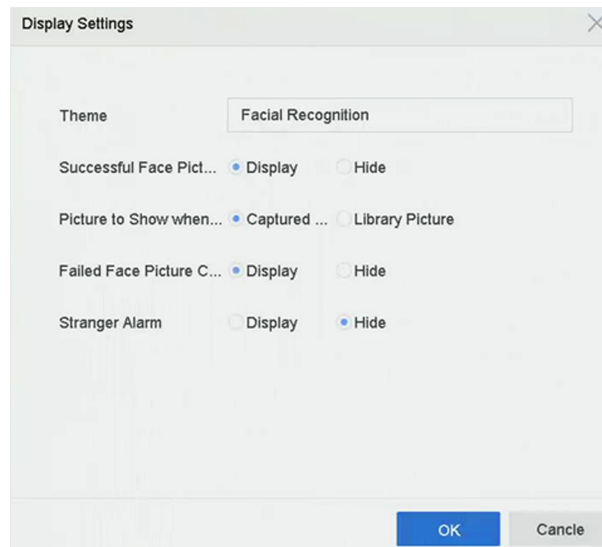 Display Settings
Theme Facial Recognition
Successful Face Pict... Display Hide
Picture to Show when... Captured ... Library Picture
Failed Face Picture C... Display Hide
Stranger Alarm Display Hide
OK Cancle